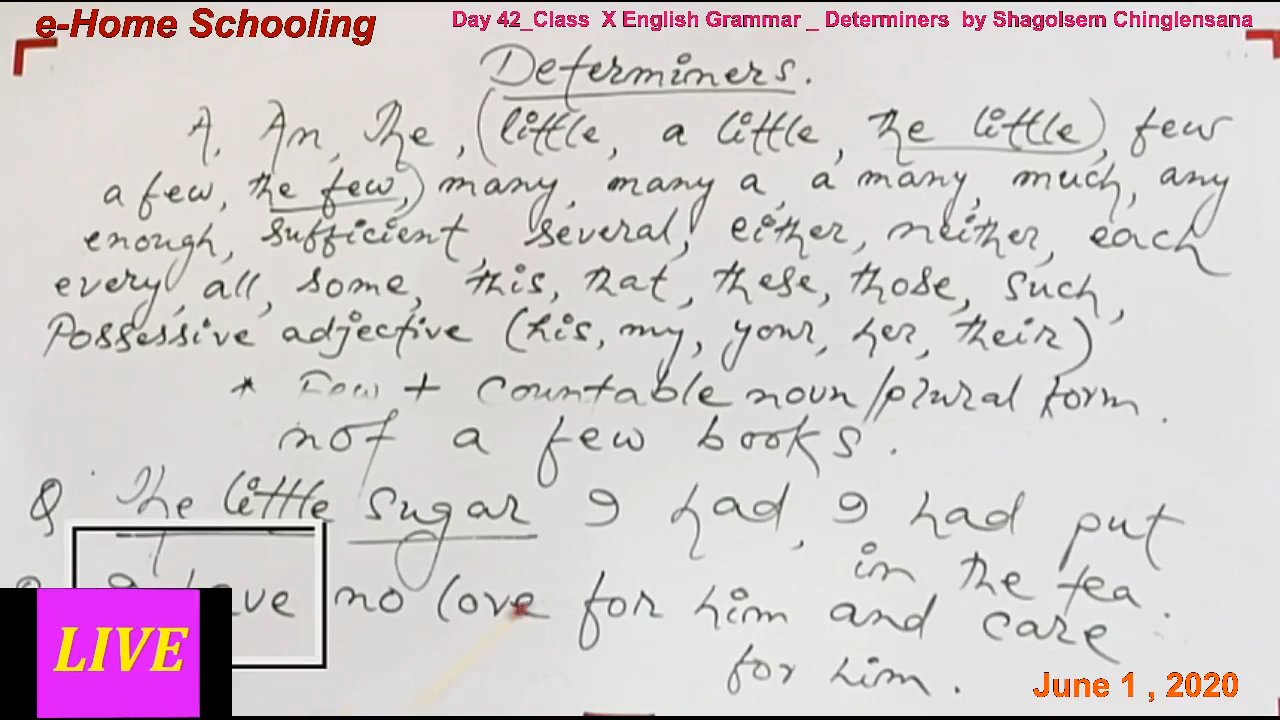 e-Home Schooling
Day 42_Class X English Grammar _ Determiners by Shagolsem Chinglensana
Determiners.
A, An, The, (little, a little, the little), few
a few, the few,) many, many a, a many, much, any
enough, sufficient, several, either, neither, each
every, all, some, this, that, these, those, such,
Possessive adjective (his, my, your, her, their)
* Few + countable noun/plural form.
not a few books.
Q The little sugar I had, I had put
in the tea.
no love for him and care
for him.
LIVE
June 1 , 2020